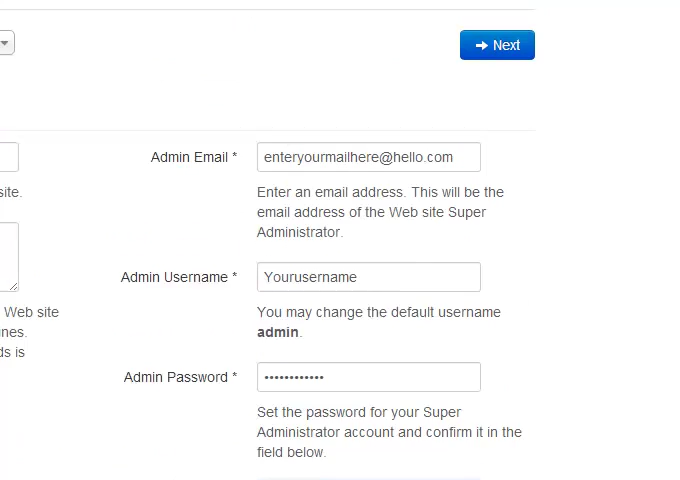 Next
Admin Email *
enteryourmailhere@hello.com
site.
Enter an email address. This will be the
email address of the Web site Super
Administrator.
Admin Username *
Yourusername
Web site
You may change the default username
admin.
ds is
Admin Password *
••••••••••••
Set the password for your Super
Administrator account and confirm it in the
field below.